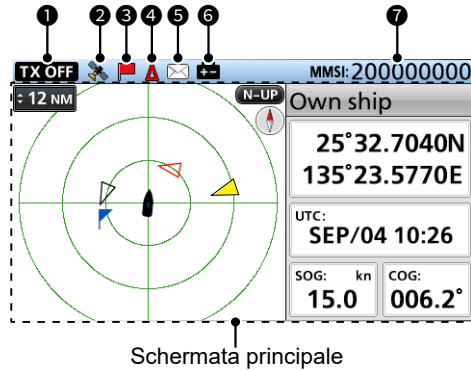 1 2 3 4 5 6 7
TX OFF MMSI:200000000
12 NM N-UP Own ship
25°32.7040N
135°23.5770E
UTC:
SEP/04 10:26
SOG: kn COG:
15.0 006.2°
Schermata principale